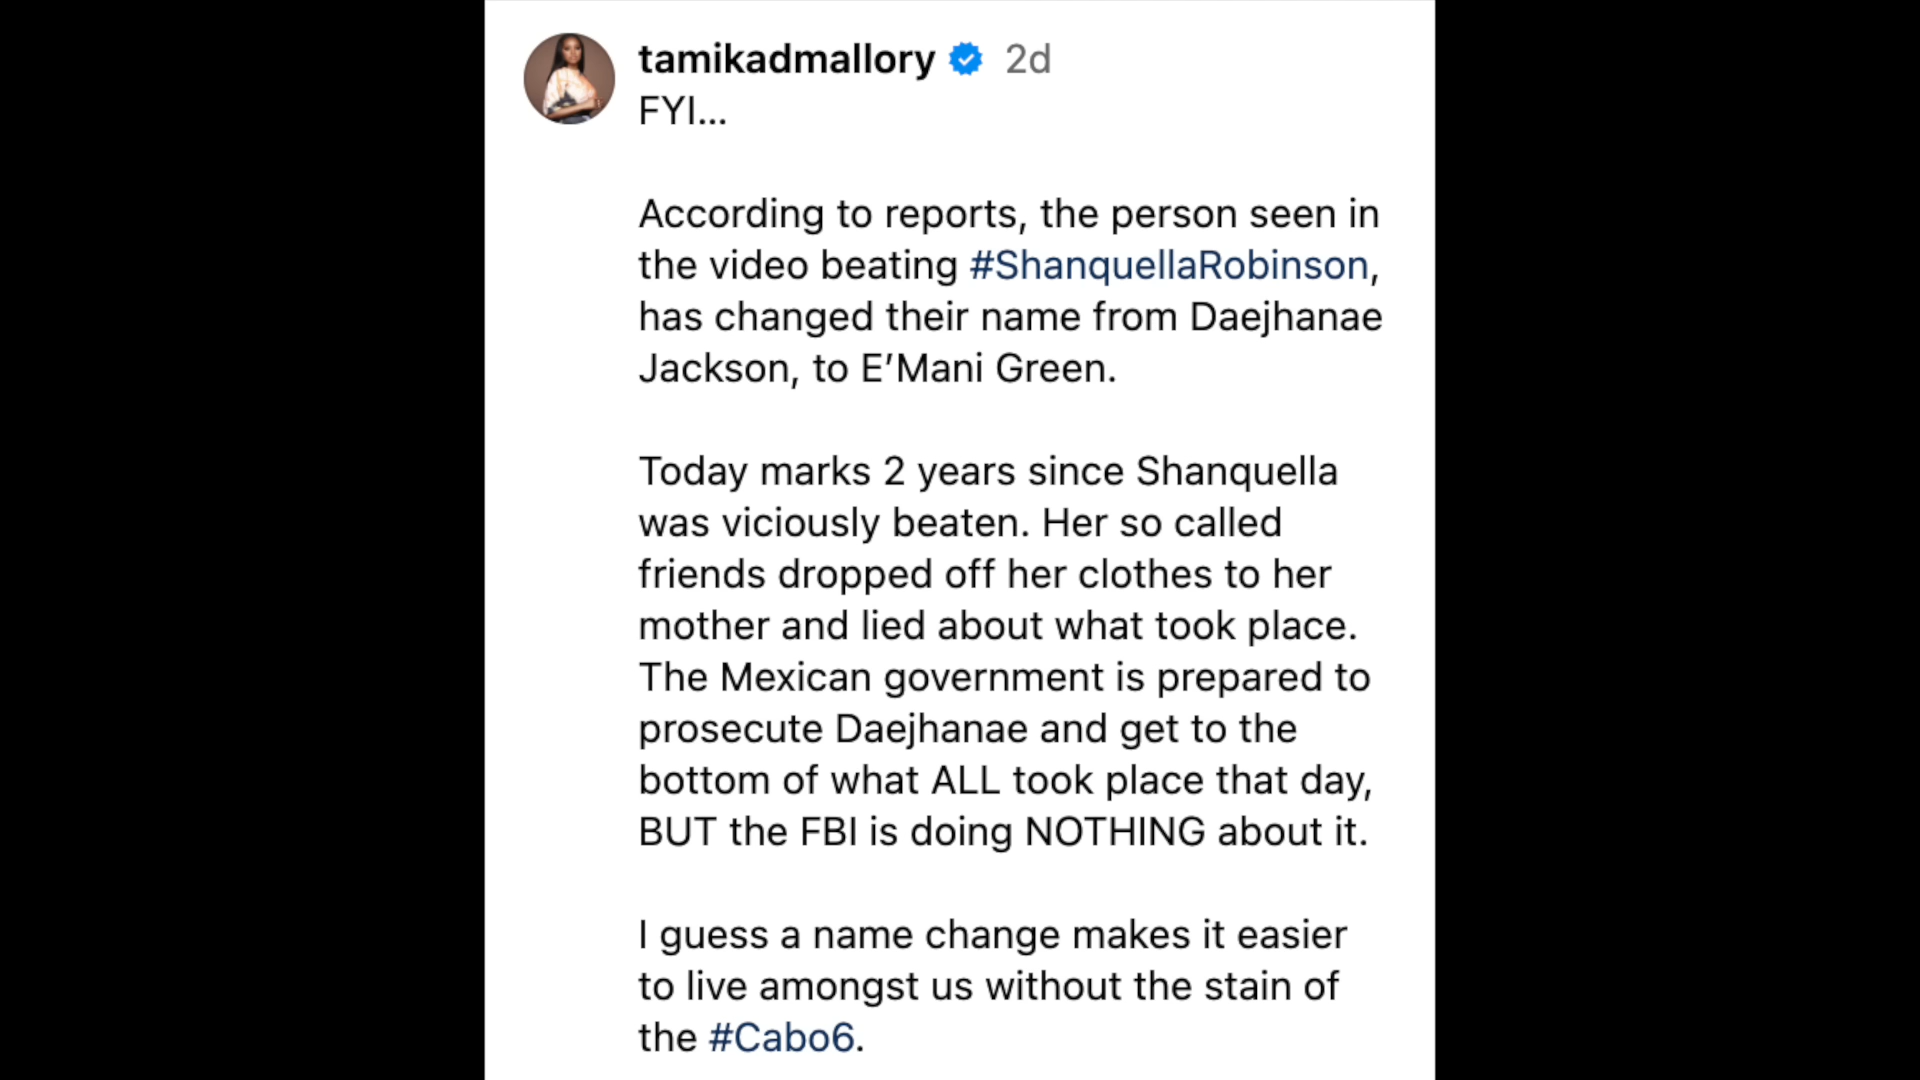 tamikadmallory 2d
FYI...
According to reports, the person seen in
the video beating #ShanquellaRobinson,
has changed their name from Daejhanae
Jackson, to E’Mani Green.
Today marks 2 years since Shanquella
was viciously beaten. Her so called
friends dropped off her clothes to her
mother and lied about what took place.
The Mexican government is prepared to
prosecute Daejhanae and get to the
bottom of what ALL took place that day,
BUT the FBI is doing NOTHING about it.
I guess a name change makes it easier
to live amongst us without the stain of
the #Cabo6.